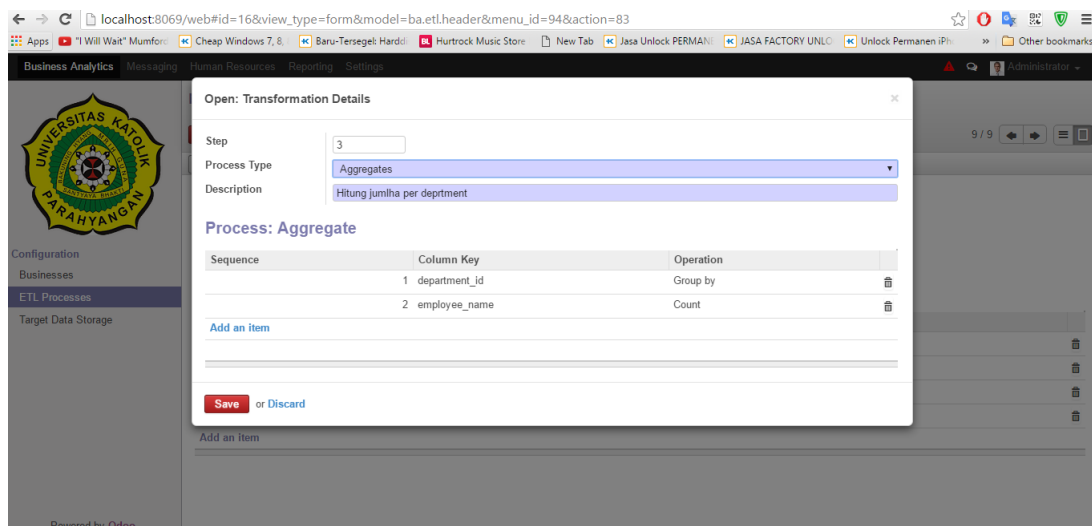 localhost:8069/web#id=16&view_type=form&model=ba.etl.header&menu_id=94&action=83
Apps "I Will Wait" Mumford Cheap Windows 7, 8, Baru-Tersegel: Harddi Hurtrock Music Store New Tab Jasa Unlock PERMANE JASA FACTORY UNLO Unlock Permanen iPh » Other bookmarks
Business Analytics Messaging Human Resources Reporting Settings Administrator
UNIVERSITAS KATOLIK PARAHYANGAN
Configuration
Businesses
ETL Processes
Target Data Storage
Open: Transformation Details ×
9 / 9
Step 3
Process Type Aggregates
Description Hitung jumlha per deprtment
Process: Aggregate
Sequence Column Key Operation
1 department_id Group by
2 employee_name Count
Add an item
Save or Discard
Add an item
Powered by Odoo